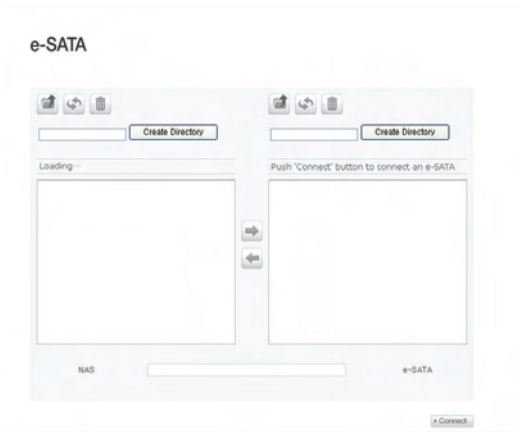 e-SATA
Create Directory
Create Directory
Loading···
Push 'Connect' button to connect an e-SATA
NAS
e-SATA
Connect